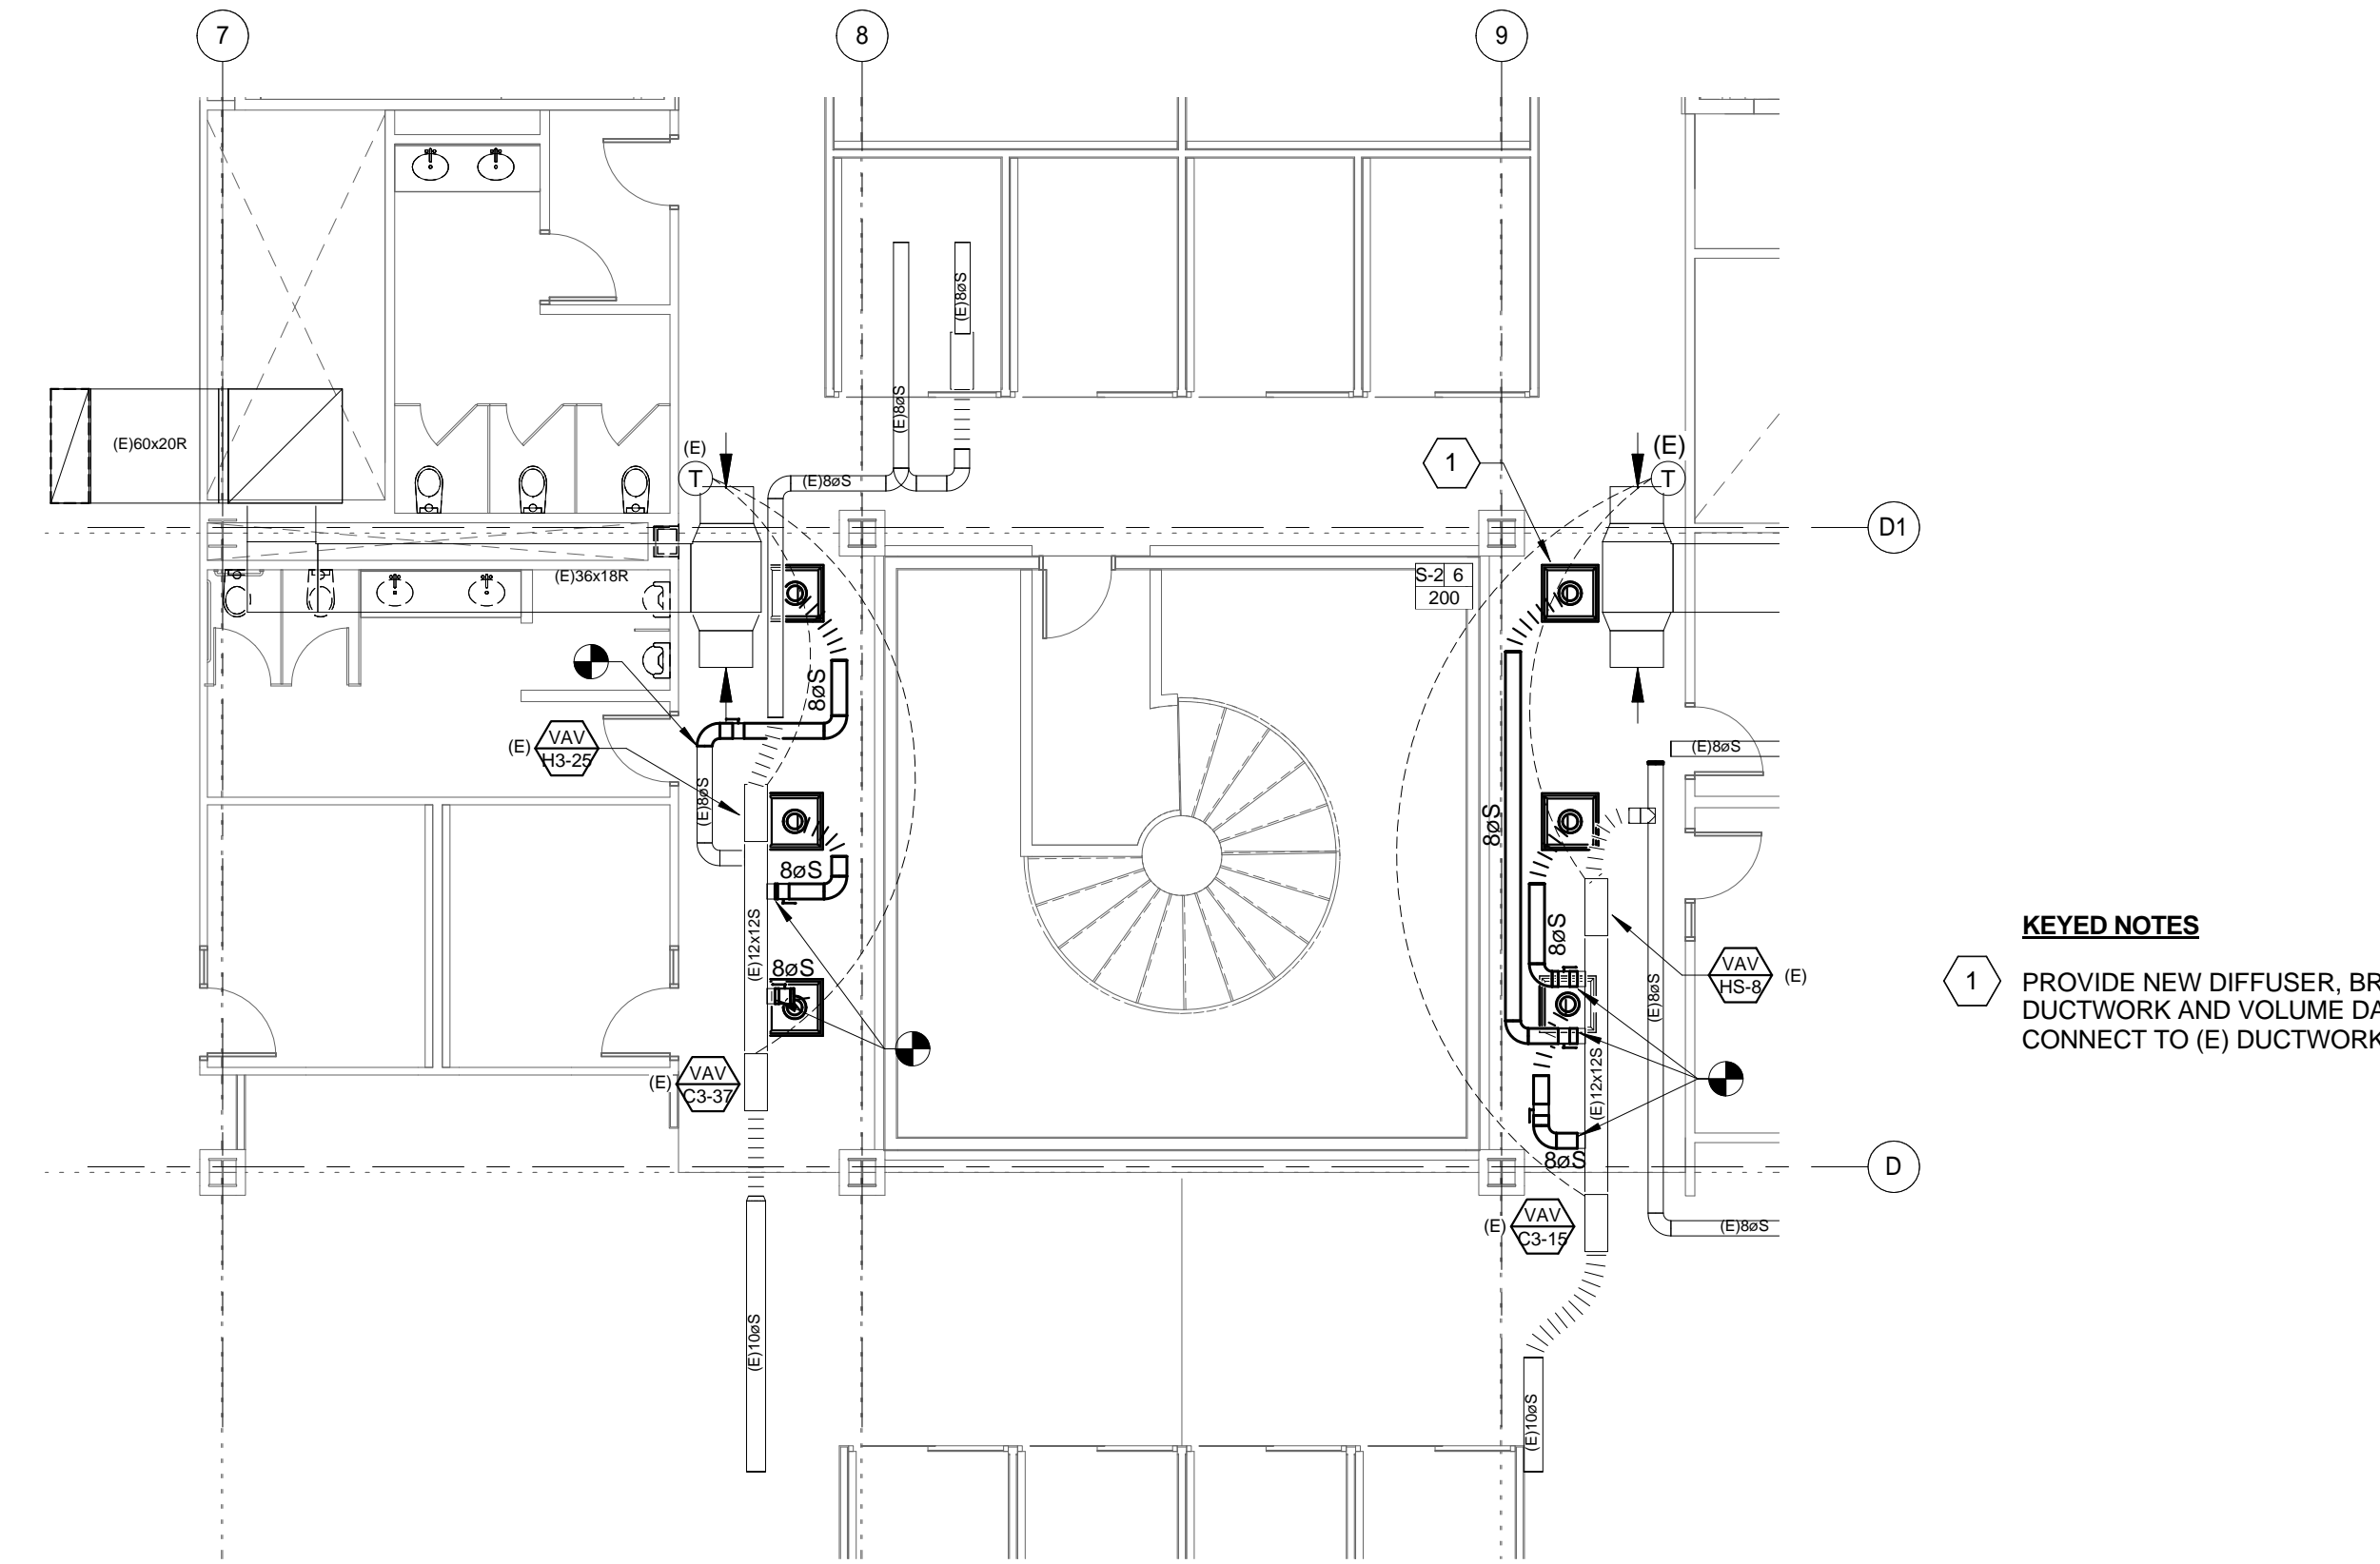 7
8
9
(E)8øS
(E)8øS
(E)60x20R
(E)
T
(E)8øS
1
(E)
T
D1
(E)36x18R
S-2 6
200
8øS
(E)
VAV
H3-25
(E)8øS
8øS
(E)12x12S
8øS
(E)
VAV
C3-37
(E)8øS
8øS
8øS
(E)8øS
VAV
HS-8
(E)
(E)12x12S
8øS
D
(E)
VAV
C3-15
(E)8øS
(E)10øS
(E)10øS
KEYED NOTES
1
PROVIDE NEW DIFFUSER, BR
DUCTWORK AND VOLUME DA
CONNECT TO (E) DUCTWORK